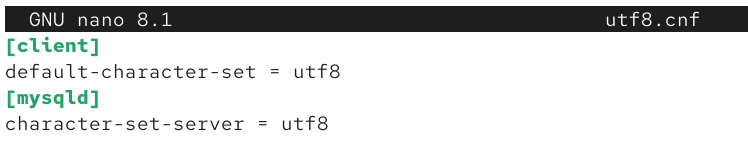 GNU nano 8.1 utf8.cnf
[client]
default-character-set = utf8
[mysqld]
character-set-server = utf8